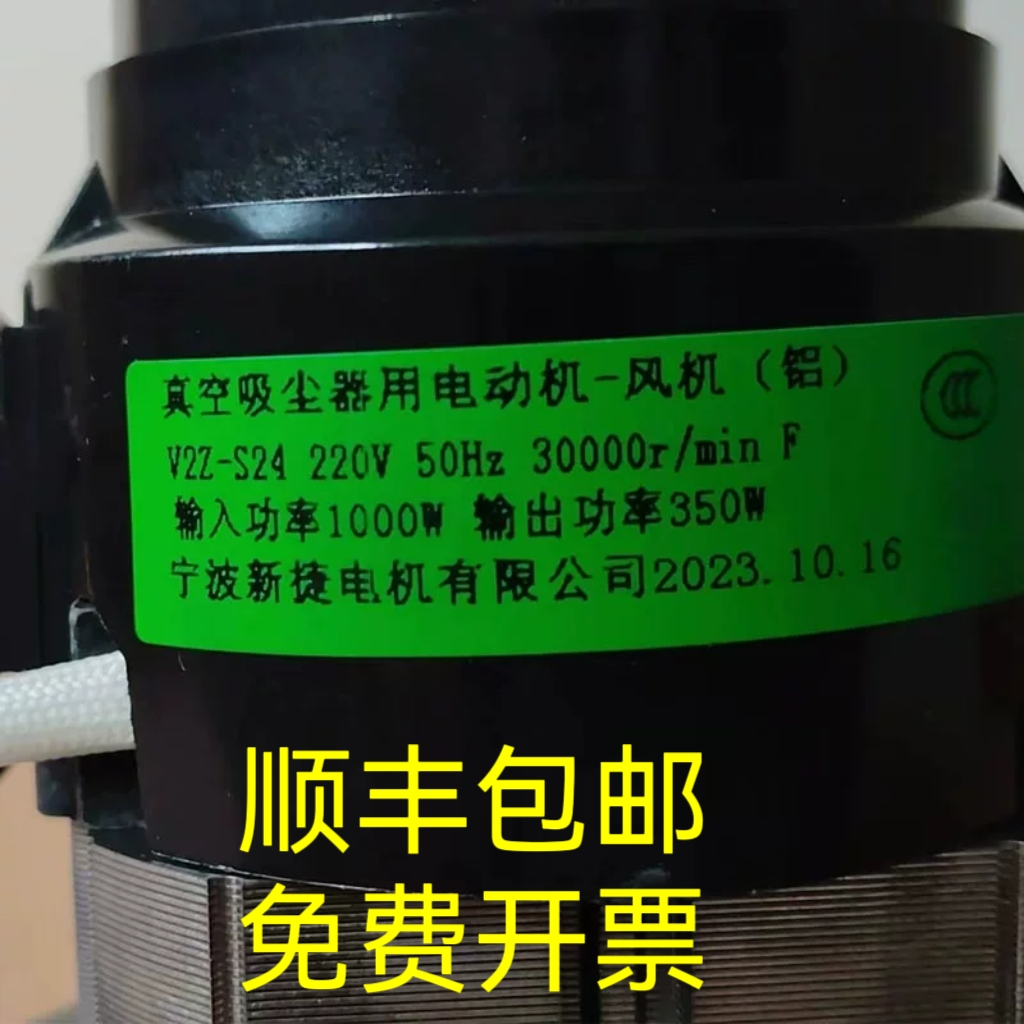 真空吸尘器用电动机-风机（铝）
V2Z-S24 220V 50Hz 30000r/min F
输入功率1000W 输出功率350W
宁波新捷电机有限公司2023.10.16
顺丰包邮
免费开票